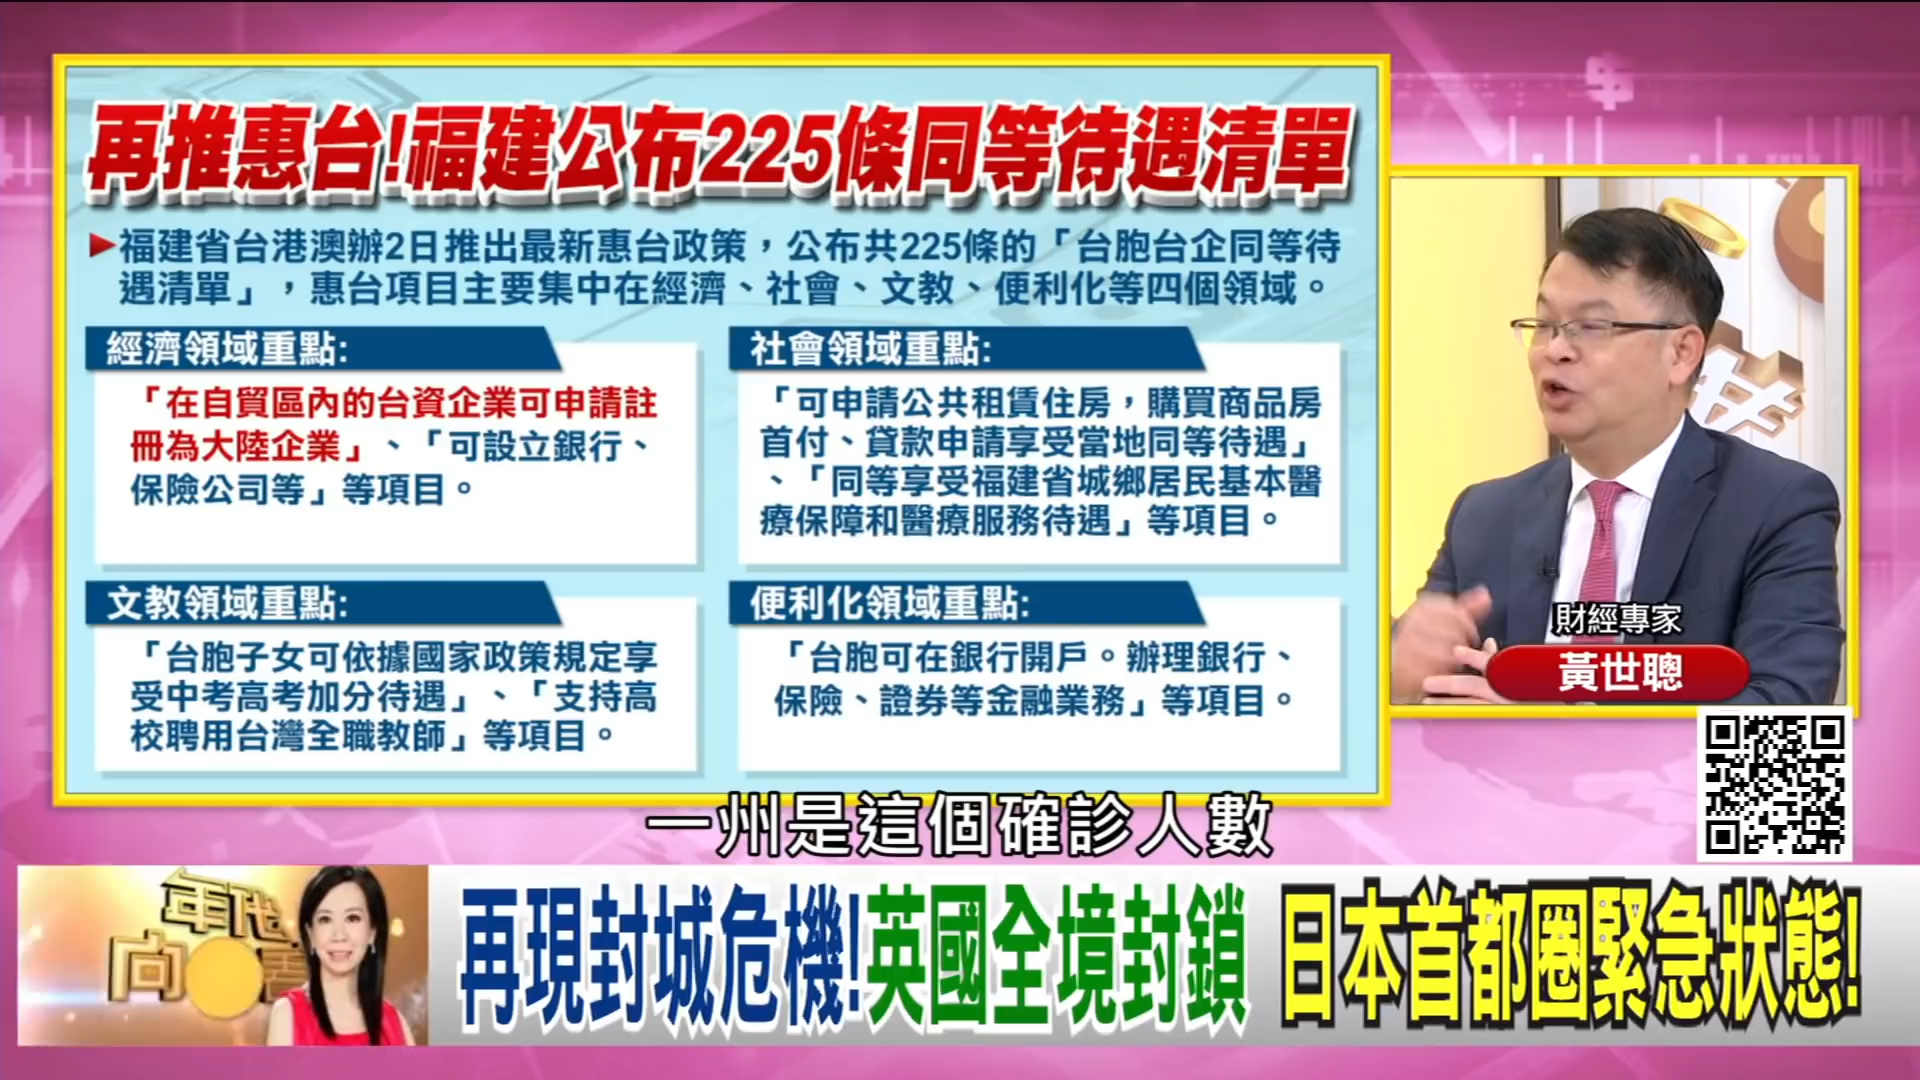 再推惠台!福建公布225條同等待遇清單
福建省台港澳辦2日推出最新惠台政策，公布共225條的「台胞台企同等待
遇清單」，惠台項目主要集中在經濟、社會、文教、便利化等四個領域。
經濟領域重點:
「在自貿區內的台資企業可申請註
冊為大陸企業」、「可設立銀行、
保險公司等」等項目。
社會領域重點:
「可申請公共租賃住房，購買商品房
首付、貸款申請享受當地同等待遇」
、「同等享受福建省城鄉居民基本醫
療保障和醫療服務待遇」等項目。
文教領域重點:
「台胞子女可依據國家政策規定享
受中考高考加分待遇」、「支持高
校聘用台灣全職教師」等項目。
便利化領域重點:
「台胞可在銀行開戶。辦理銀行、
保險、證券等金融業務」等項目。
財經專家
黃世聰
一州是這個確診人數
年代
向
再現封城危機!英國全境封鎖 日本首都圈緊急狀態!